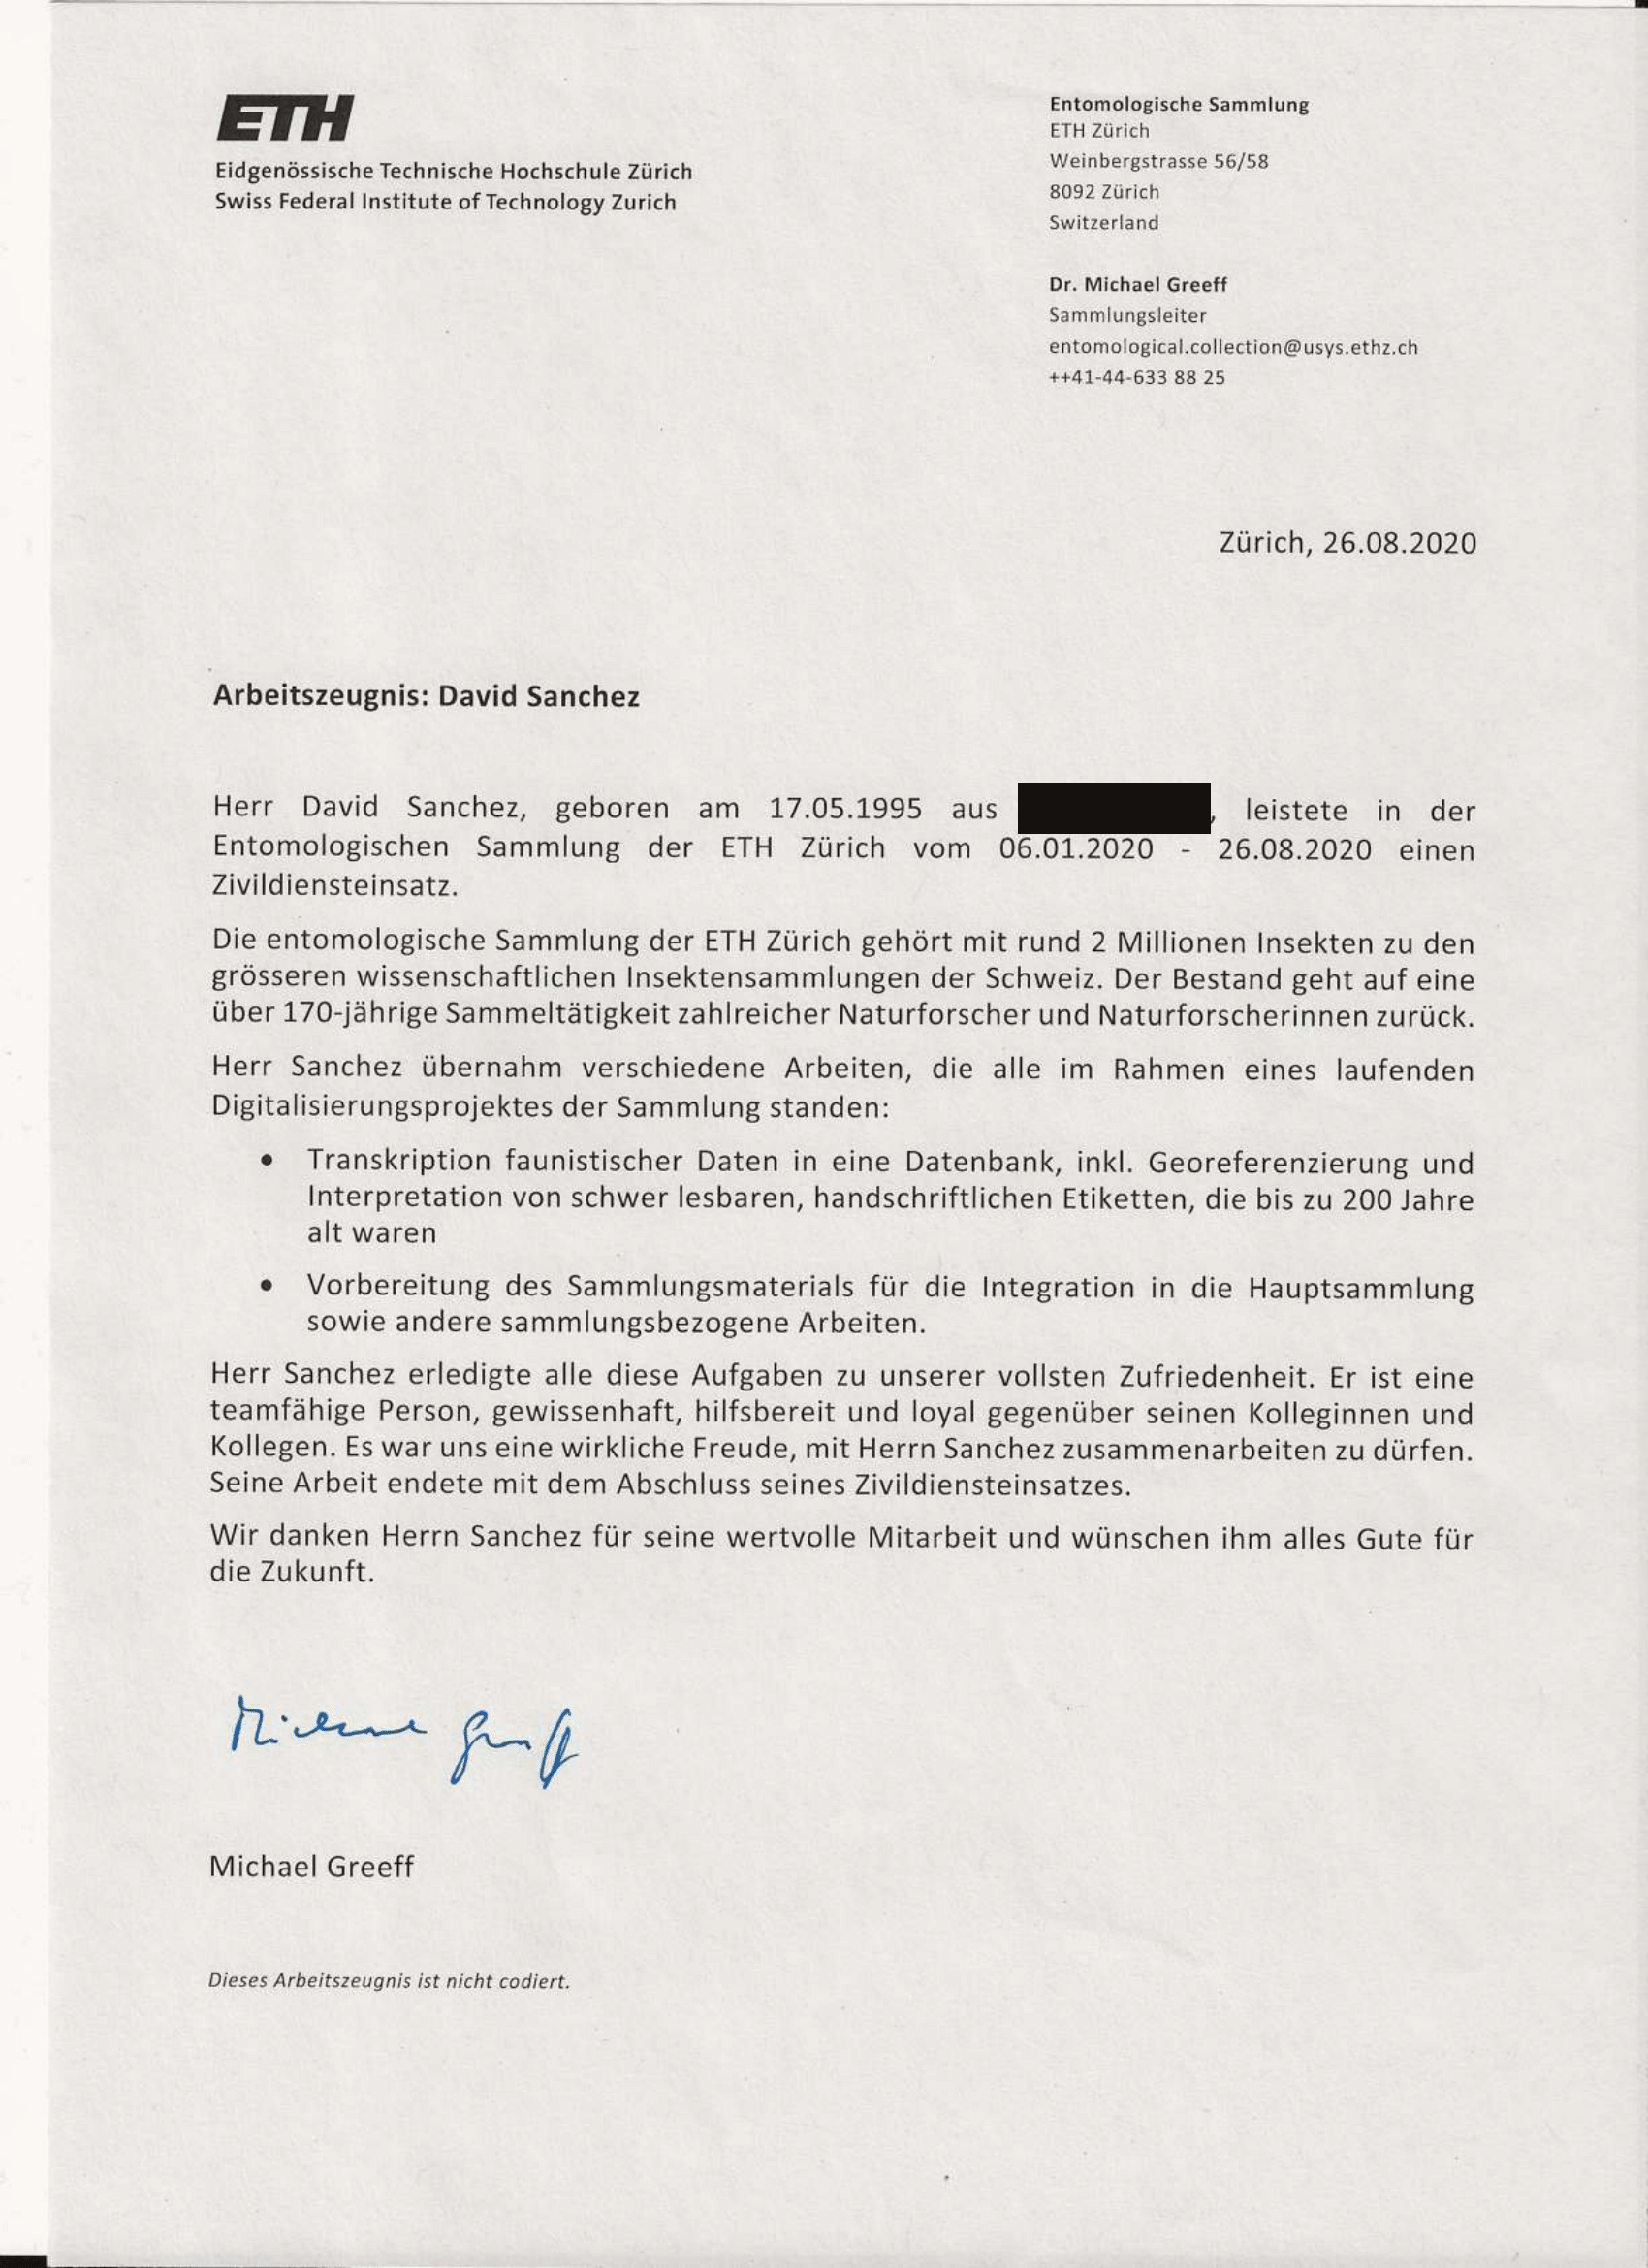 ETH
Eidgenössische Technische Hochschule Zürich
Swiss Federal Institute of Technology Zurich
Entomologische Sammlung
ETH Zürich
Weinbergstrasse 56/58
8092 Zürich
Switzerland
Dr. Michael Greeff
Sammlungsleiter
entomological.collection@usys.ethz.ch
++41-44-633 88 25
Zürich, 26.08.2020
Arbeitszeugnis: David Sanchez
Herr David Sanchez, geboren am 17.05.1995 aus , leistete in der
Entomologischen Sammlung der ETH Zürich vom 06.01.2020 - 26.08.2020 einen
Zivildiensteinsatz.
Die entomologische Sammlung der ETH Zürich gehört mit rund 2 Millionen Insekten zu den
grösseren wissenschaftlichen Insektensammlungen der Schweiz. Der Bestand geht auf eine
über 170-jährige Sammeltätigkeit zahlreicher Naturforscher und Naturforscherinnen zurück.
Herr Sanchez übernahm verschiedene Arbeiten, die alle im Rahmen eines laufenden
Digitalisierungsprojektes der Sammlung standen:
• Transkription faunistischer Daten in eine Datenbank, inkl. Georeferenzierung und
Interpretation von schwer lesbaren, handschriftlichen Etiketten, die bis zu 200 Jahre
alt waren
• Vorbereitung des Sammlungsmaterials für die Integration in die Hauptsammlung
sowie andere sammlungsbezogene Arbeiten.
Herr Sanchez erledigte alle diese Aufgaben zu unserer vollsten Zufriedenheit. Er ist eine
teamfähige Person, gewissenhaft, hilfsbereit und loyal gegenüber seinen Kolleginnen und
Kollegen. Es war uns eine wirkliche Freude, mit Herrn Sanchez zusammenarbeiten zu dürfen.
Seine Arbeit endete mit dem Abschluss seines Zivildiensteinsatzes.
Wir danken Herrn Sanchez für seine wertvolle Mitarbeit und wünschen ihm alles Gute für
die Zukunft.
Michael Greeff
Michael Greeff
Dieses Arbeitszeugnis ist nicht codiert.